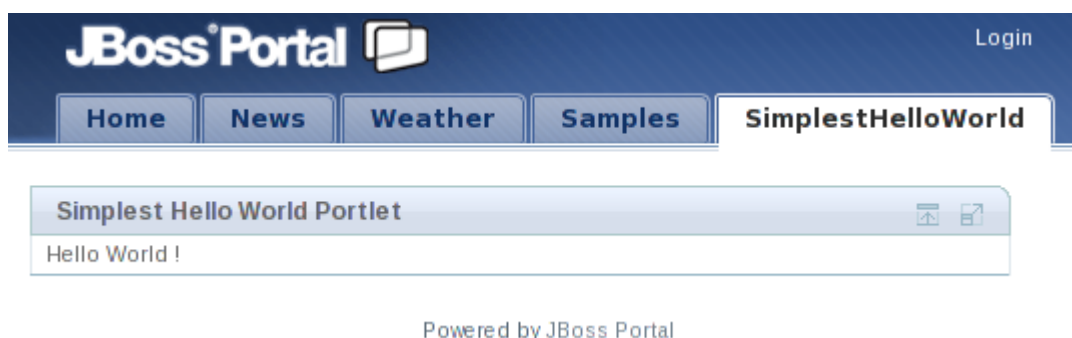 JBoss® Portal
Login
Home News Weather Samples SimplestHelloWorld
Simplest Hello World Portlet
Hello World !
Powered by JBoss Portal